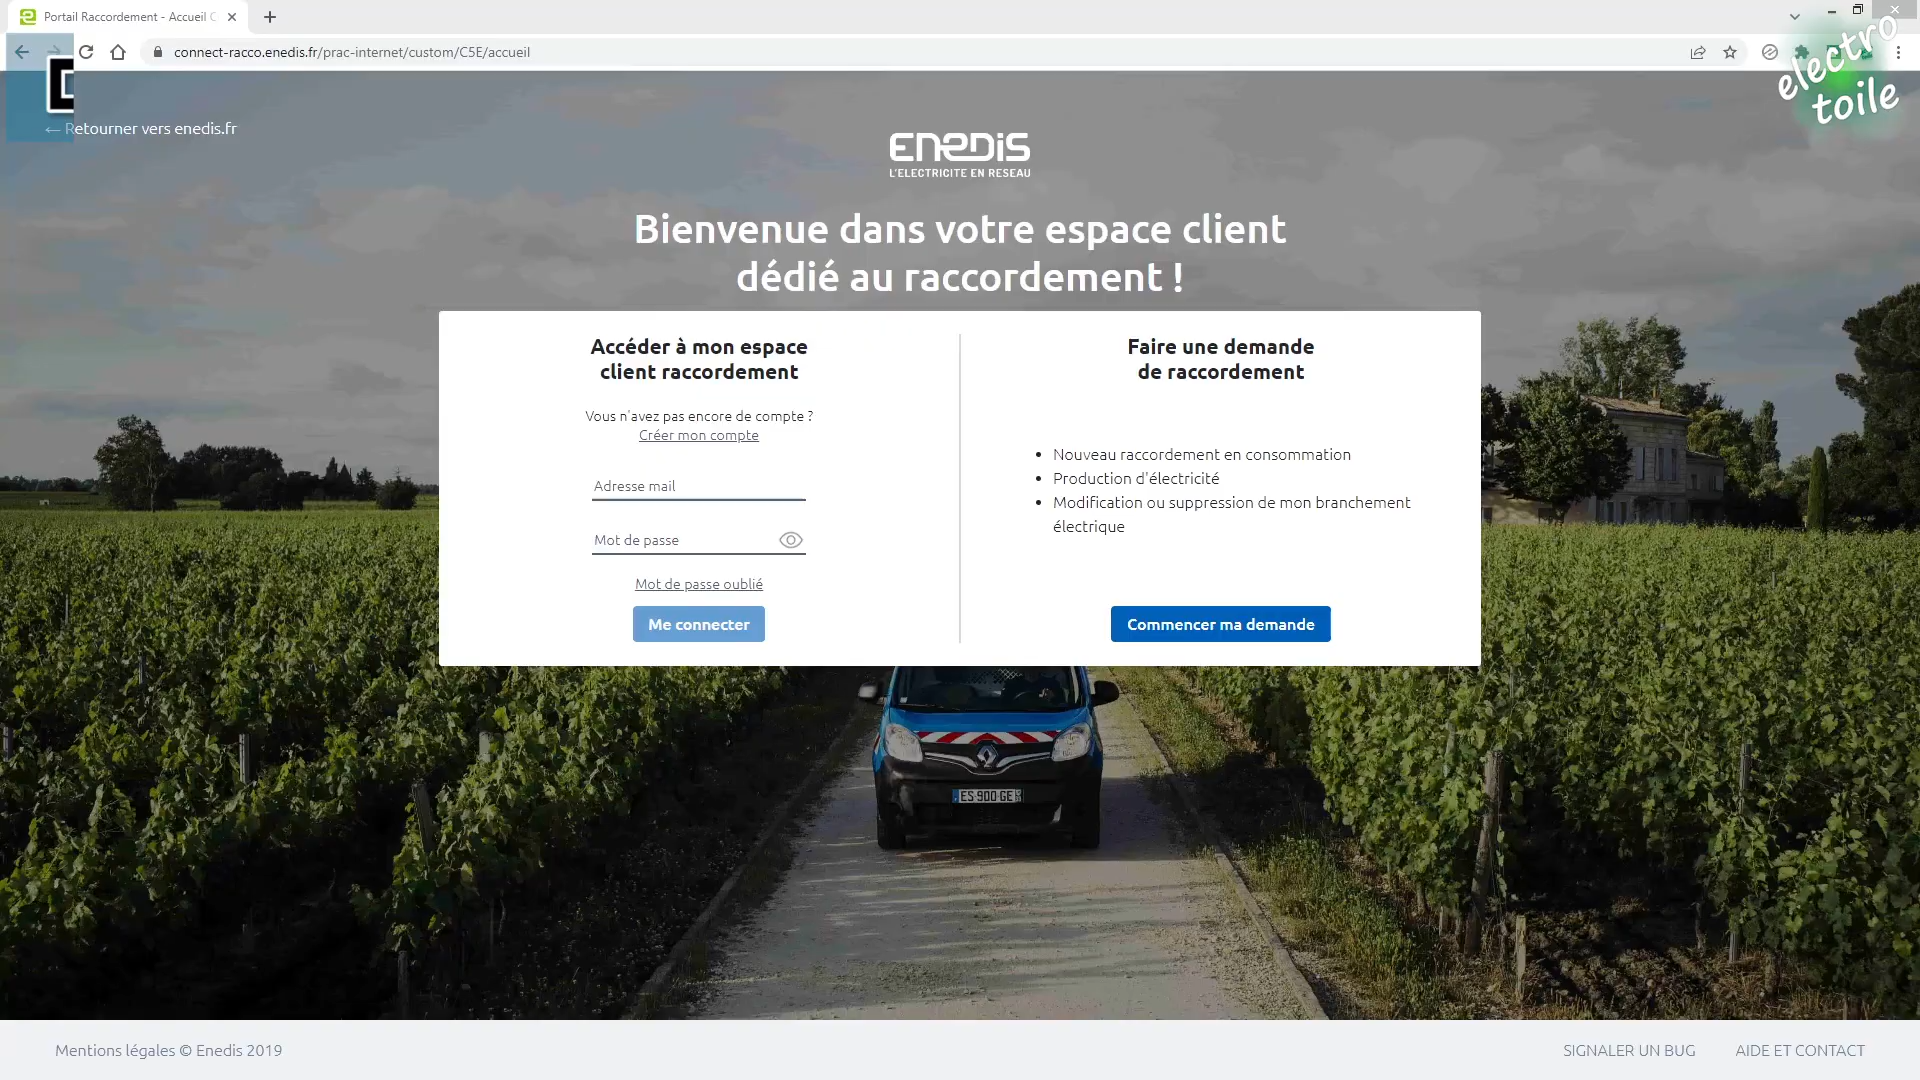 Portail Raccordement - Accueil C
connect-racco.enedis.fr/prac-internet/custom/C5E/accueil
electro
toile
← Retourner vers enedis.fr
ENEDIS
L'ELECTRICITE EN RESEAU
Bienvenue dans votre espace client
dédié au raccordement !
Accéder à mon espace
client raccordement
Vous n'avez pas encore de compte ?
Créer mon compte
Adresse mail
Mot de passe
Mot de passe oublié
Me connecter
Faire une demande
de raccordement
• Nouveau raccordement en consommation
• Production d'électricité
• Modification ou suppression de mon branchement
électrique
Commencer ma demande
ES-900-GE
Mentions légales © Enedis 2019
SIGNALER UN BUG
AIDE ET CONTACT